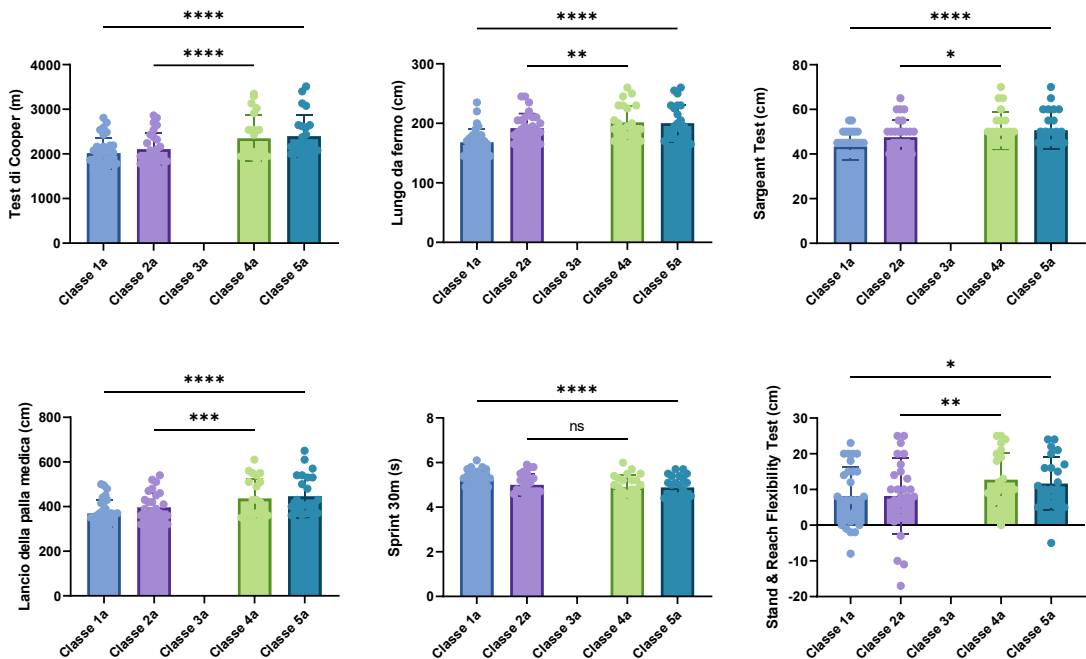 ****
****
Test di Cooper (m)
4000
3000
2000
1000
0
Classe 1a
Classe 2a
Classe 3a
Classe 4a
Classe 5a
****
**
Lungo da fermo (cm)
300
200
100
0
Classe 1a
Classe 2a
Classe 3a
Classe 4a
Classe 5a
****
*
Sargeant Test (cm)
80
60
40
20
0
Classe 1a
Classe 2a
Classe 3a
Classe 4a
Classe 5a
****
***
Lancio della palla medica (cm)
800
600
400
200
0
Classe 1a
Classe 2a
Classe 3a
Classe 4a
Classe 5a
****
ns
Sprint 30m (s)
8
6
4
2
0
Classe 1a
Classe 2a
Classe 3a
Classe 4a
Classe 5a
*
**
Stand & Reach Flexibility Test (cm)
30
20
10
0
-10
-20
Classe 1a
Classe 2a
Classe 3a
Classe 4a
Classe 5a